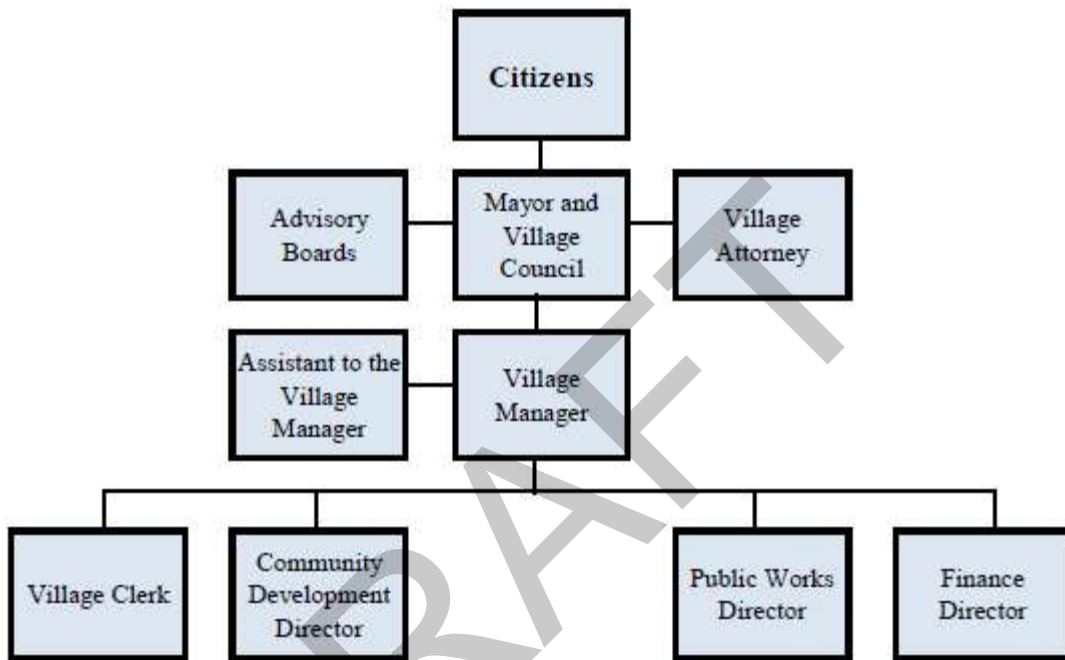 Citizens
Advisory
Boards
Mayor and
Village
Council
Village
Attorney
Assistant to the
Village
Manager
Village
Manager
Village Clerk
Community
Development
Director
Public Works
Director
Finance
Director
RAFT